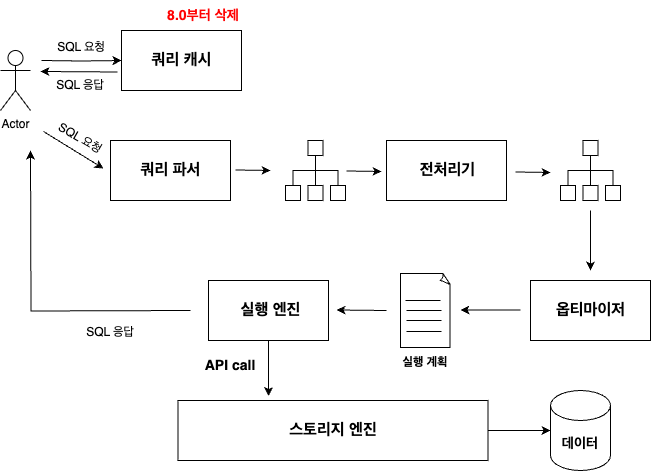 8.0부터 삭제
SQL 요청
쿼리 캐시
SQL 응답
Actor
SQL 요청
쿼리 파서
전처리기
옵티마이저
실행 계획
실행 엔진
SQL 응답
API call
스토리지 엔진
데이터